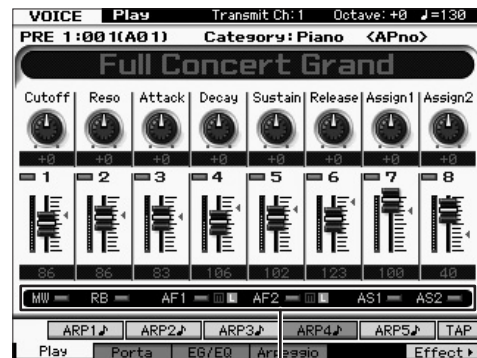 VOICE Play Transmit Ch:1 Octave:+0 ♩=130
PRE 1:001(A01) Category:Piano <APno>
Full Concert Grand
Cutoff Reso Attack Decay Sustain Release Assign1 Assign2
+0 +0 +0 +0 +0 +0 +0 +0
1 2 3 4 5 6 7 8
86 86 83 106 102 123 100 40
MW RB AF1 m L AF2 m L AS1 AS2
ARP1♪ ARP2♪ ARP3♪ ARP4♪ ARP5♪ TAP
Play Porta EG/EQ Arpeggio Effect▶